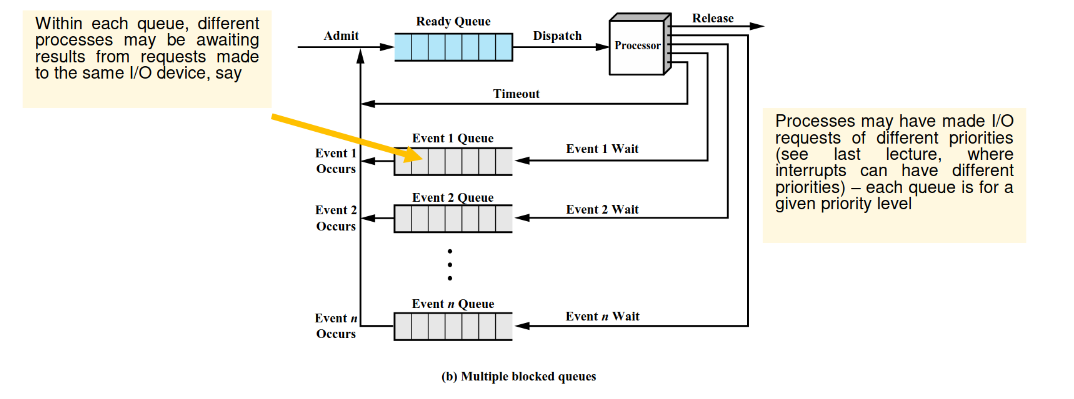 Within each queue, different
processes may be awaiting
results from requests made
to the same I/O device, say
Ready Queue
Admit
Dispatch
Processor
Release
Timeout
Event 1 Queue
Event 1
Occurs
Event 1 Wait
Event 2 Queue
Event 2
Occurs
Event 2 Wait
Event n Queue
Event n
Occurs
Event n Wait
Processes may have made I/O
requests of different priorities
(see last lecture, where
interrupts can have different
priorities) – each queue is for a
given priority level
(b) Multiple blocked queues